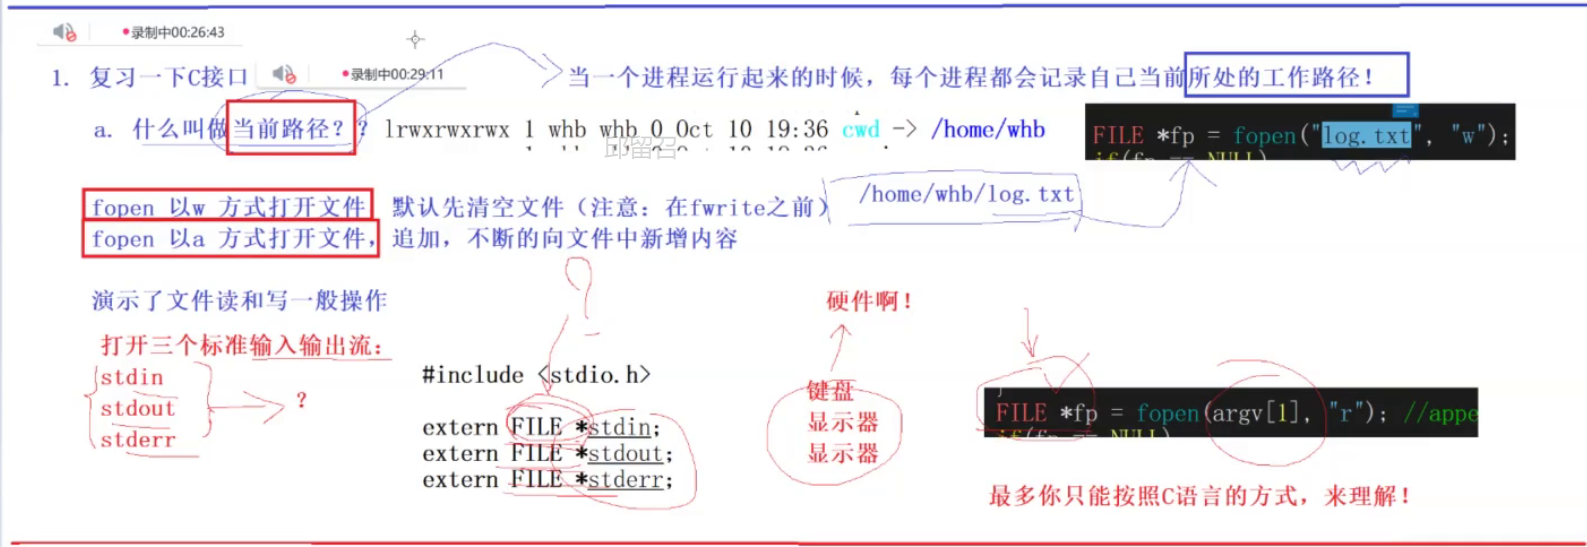 录制中00:26:43
1. 复习一下C接口
录制中00:29:11
当一个进程运行起来的时候，每个进程都会记录自己当前所处的工作路径！
a. 什么叫做当前路径？？
lrwxrwxrwx 1 whb whb 0 Oct 10 19:36 cwd -> /home/whb
邱留召
FILE *fp = fopen("log.txt", "w");
if(fp == NULL)
fopen 以w 方式打开文件，默认先清空文件（注意：在fwrite之前）
/home/whb/log.txt
fopen 以a 方式打开文件，追加，不断的向文件中新增内容
演示了文件读和写一般操作
打开三个标准输入输出流：
stdin
stdout
stderr
？
#include <stdio.h>
extern FILE *stdin;
extern FILE *stdout;
extern FILE *stderr;
硬件啊！
键盘
显示器
显示器
FILE *fp = fopen(argv[1], "r"); //appe
if(fp == NULL)
最多你只能按照C语言的方式，来理解！